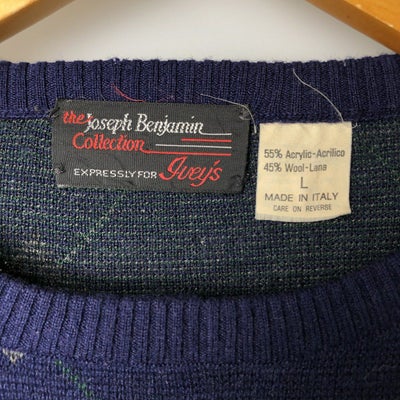 the Joseph Benjamin
Collection
EXPRESSLY FOR Ivey's
55% Acrylic-Acrilico
45% Wool-Lana
L
MADE IN ITALY
CARE ON REVERSE